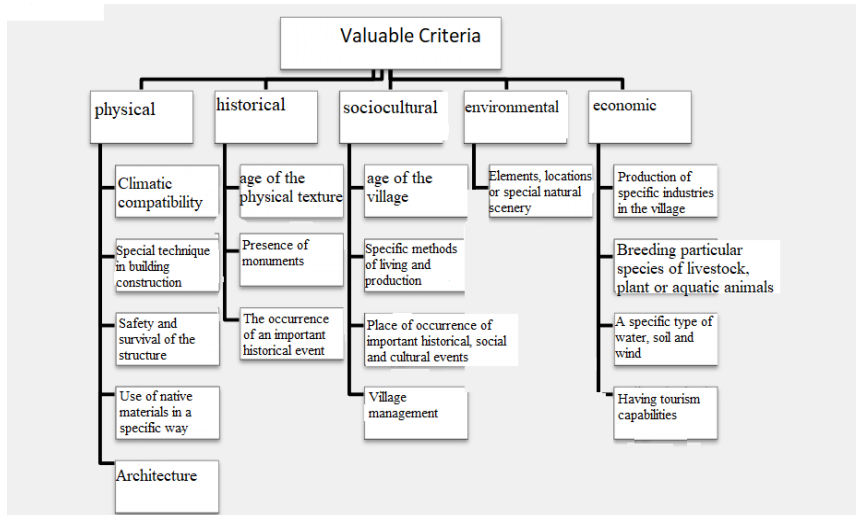 Valuable Criteria
physical
historical
sociocultural
environmental
economic
Climatic
compatibility
Special technique
in building
construction
Safety and
survival of the
structure
Use of native
materials in a
specific way
Architecture
age of the
physical texture
Presence of
monuments
The occurrence
of an important
historical event
age of the
village
Specific methods
of living and
production
Place of occurrence of
important historical, social
and cultural events
Village
management
Elements, locations
or special natural
scenery
Production of
specific industries
in the village
Breeding particular
species of livestock,
plant or aquatic animals
A specific type of
water, soil and
wind
Having tourism
capabilities